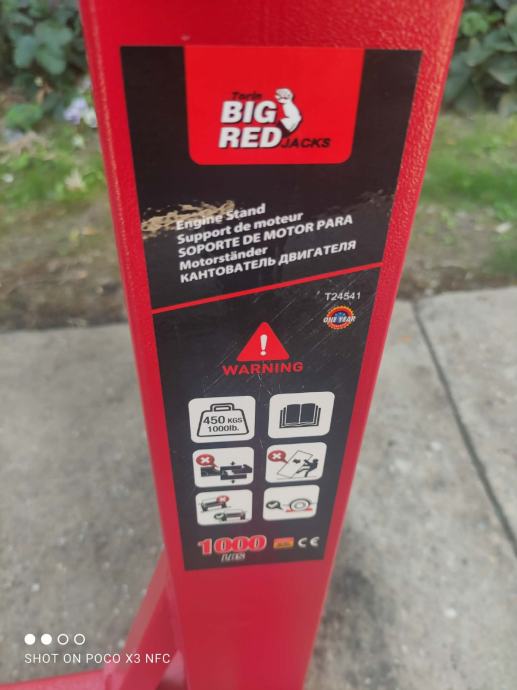 Torin
BIG
RED JACKS
Engine Stand
Support de moteur
SOPORTE DE MOTOR PARA
Motorständer
КАНТОВАТЕЛЬ ДВИГАТЕЛЯ
T24541
ONE YEAR
WARNING
450 KGS
1000lb.
1000
LBS
CE
SHOT ON POCO X3 NFC